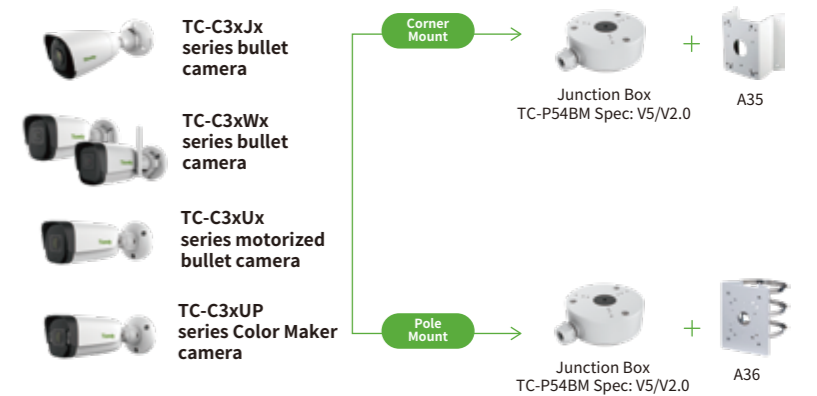 TC-C3xJx
series bullet
camera
TC-C3xWx
series bullet
camera
TC-C3xUx
series motorized
bullet camera
TC-C3xUP
series Color Maker
camera
Corner
Mount
Junction Box
TC-P54BM Spec: V5/V2.0
A35
Pole
Mount
Junction Box
TC-P54BM Spec: V5/V2.0
A36